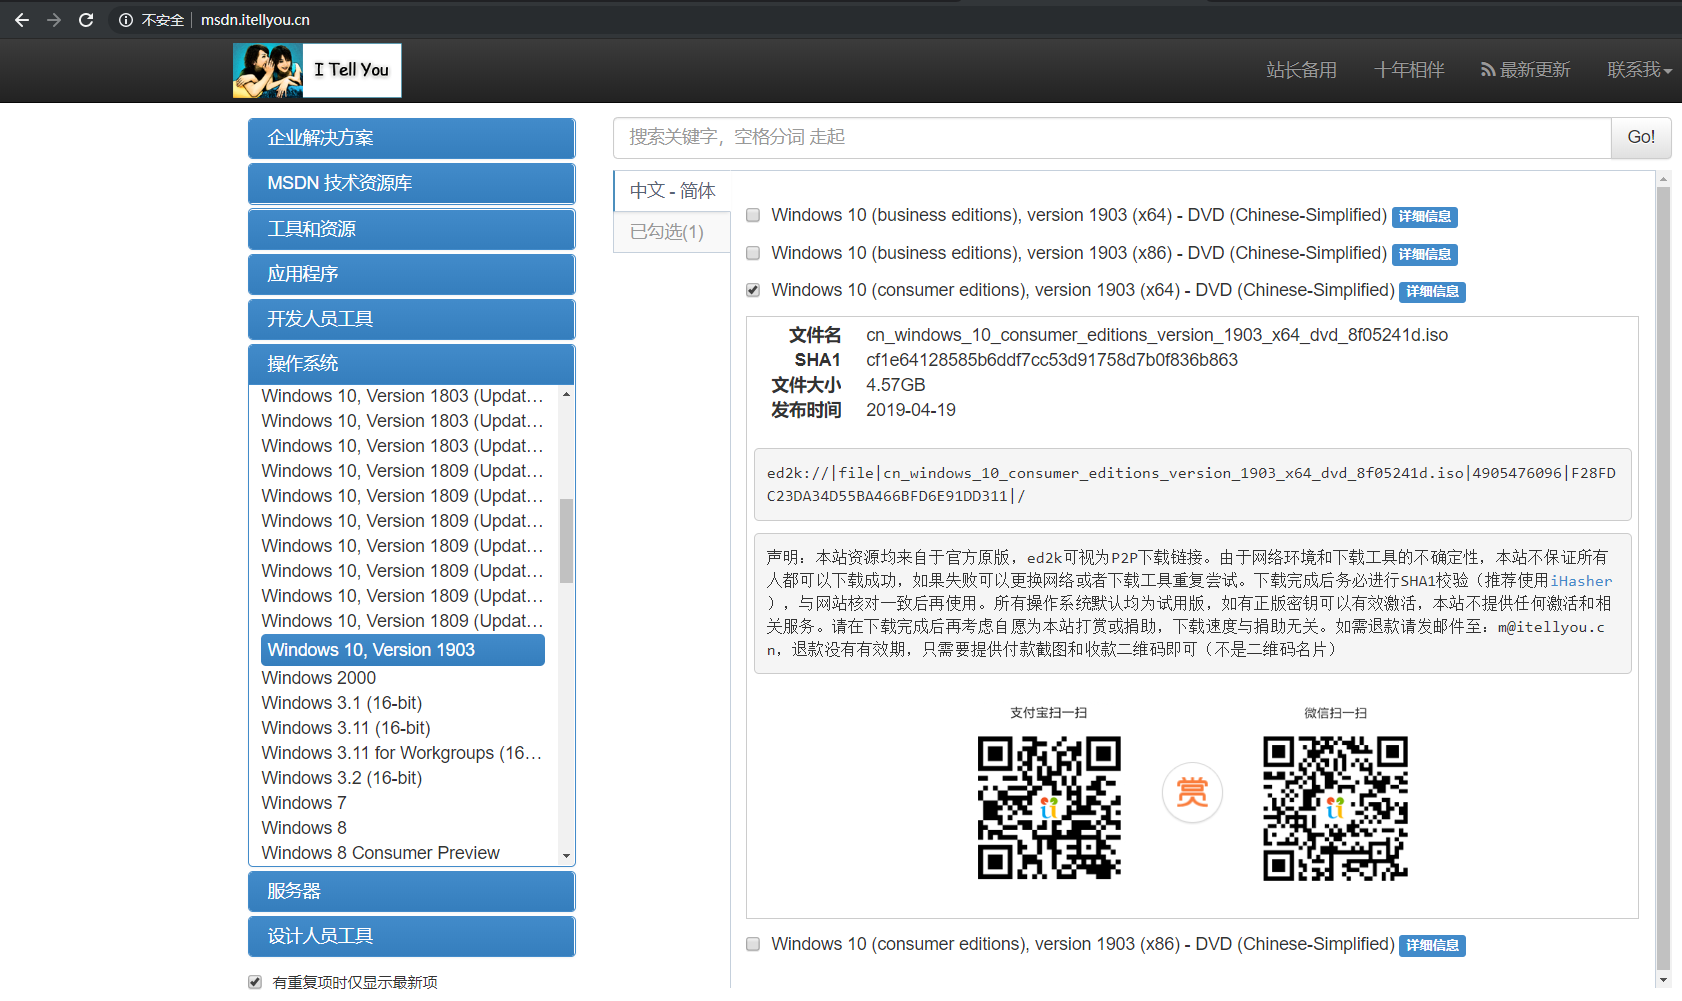 不安全 msdn.itellyou.cn
I Tell You
站长备用 十年相伴 最新更新 联系我
企业解决方案
MSDN 技术资源库
工具和资源
应用程序
开发人员工具
操作系统
Windows 10, Version 1803 (Updat...
Windows 10, Version 1803 (Updat...
Windows 10, Version 1803 (Updat...
Windows 10, Version 1809 (Updat...
Windows 10, Version 1809 (Updat...
Windows 10, Version 1809 (Updat...
Windows 10, Version 1809 (Updat...
Windows 10, Version 1809 (Updat...
Windows 10, Version 1809 (Updat...
Windows 10, Version 1809 (Updat...
Windows 10, Version 1903
Windows 2000
Windows 3.1 (16-bit)
Windows 3.11 (16-bit)
Windows 3.11 for Workgroups (16...
Windows 3.2 (16-bit)
Windows 7
Windows 8
Windows 8 Consumer Preview
服务器
设计人员工具
有重复项时仅显示最新项
搜索关键字，空格分词 走起 Go!
中文 - 简体
已勾选(1)
Windows 10 (business editions), version 1903 (x64) - DVD (Chinese-Simplified) 详细信息
Windows 10 (business editions), version 1903 (x86) - DVD (Chinese-Simplified) 详细信息
Windows 10 (consumer editions), version 1903 (x64) - DVD (Chinese-Simplified) 详细信息
文件名 cn_windows_10_consumer_editions_version_1903_x64_dvd_8f05241d.iso
SHA1 cf1e64128585b6ddf7cc53d91758d7b0f836b863
文件大小 4.57GB
发布时间 2019-04-19
ed2k://|file|cn_windows_10_consumer_editions_version_1903_x64_dvd_8f05241d.iso|4905476096|F28FD
C23DA34D55BA466BFD6E91DD311|/
声明：本站资源均来自于官方原版，ed2k可视为P2P下载链接。由于网络环境和下载工具的不确定性，本站不保证所有
人都可以下载成功，如果失败可以更换网络或者下载工具重复尝试。下载完成后务必进行SHA1校验（推荐使用iHasher
），与网站核对一致后再使用。所有操作系统默认均为试用版，如有正版密钥可以有效激活，本站不提供任何激活和相
关服务。请在下载完成后再考虑自愿为本站打赏或捐助，下载速度与捐助无关。如需退款请发邮件至：m@itellyou.c
n，退款没有有效期，只需要提供付款截图和收款二维码即可（不是二维码名片）
支付宝扫一扫 微信扫一扫
赏
Windows 10 (consumer editions), version 1903 (x86) - DVD (Chinese-Simplified) 详细信息